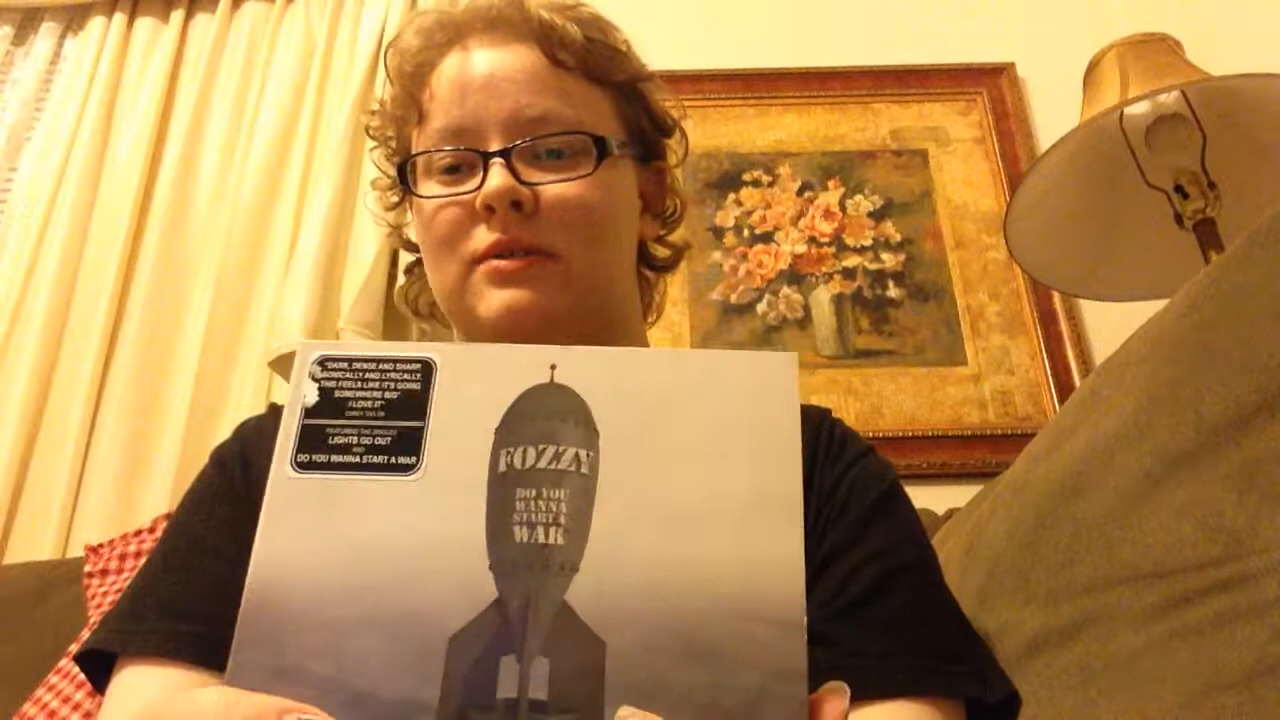 "DARK, DENSE AND SHARP,
SONICALLY AND LYRICALLY.
THIS FEELS LIKE IT'S GOING
SOMEWHERE BIG"
I LOVE IT"
COREY TAYLOR
FEATURING THE SINGLES
LIGHTS GO OUT
AND
DO YOU WANNA START A WAR
FOZZY
DO YOU
WANNA
START A
WAR